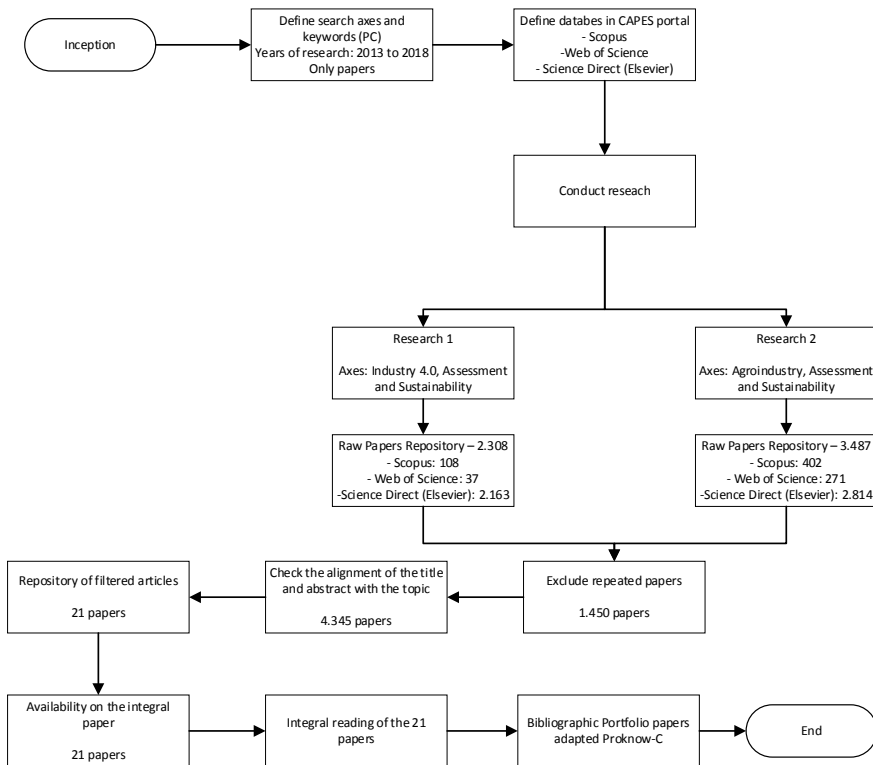 Inception
Define search axes and
keywords (PC)
Years of research: 2013 to 2018
Only papers
Define databes in CAPES portal
- Scopus
-Web of Science
- Science Direct (Elsevier)
Conduct reseach
Research 1
Axes: Industry 4.0, Assessment
and Sustainability
Research 2
Axes: Agroindustry, Assessment
and Sustainability
Raw Papers Repository – 2.308
- Scopus: 108
- Web of Science: 37
-Science Direct (Elsevier): 2.163
Raw Papers Repository – 3.487
- Scopus: 402
- Web of Science: 271
-Science Direct (Elsevier): 2.814
Exclude repeated papers
1.450 papers
Check the alignment of the title
and abstract with the topic
4.345 papers
Repository of filtered articles
21 papers
Availability on the integral
paper
21 papers
Integral reading of the 21
papers
Bibliographic Portfolio papers
adapted Proknow-C
End